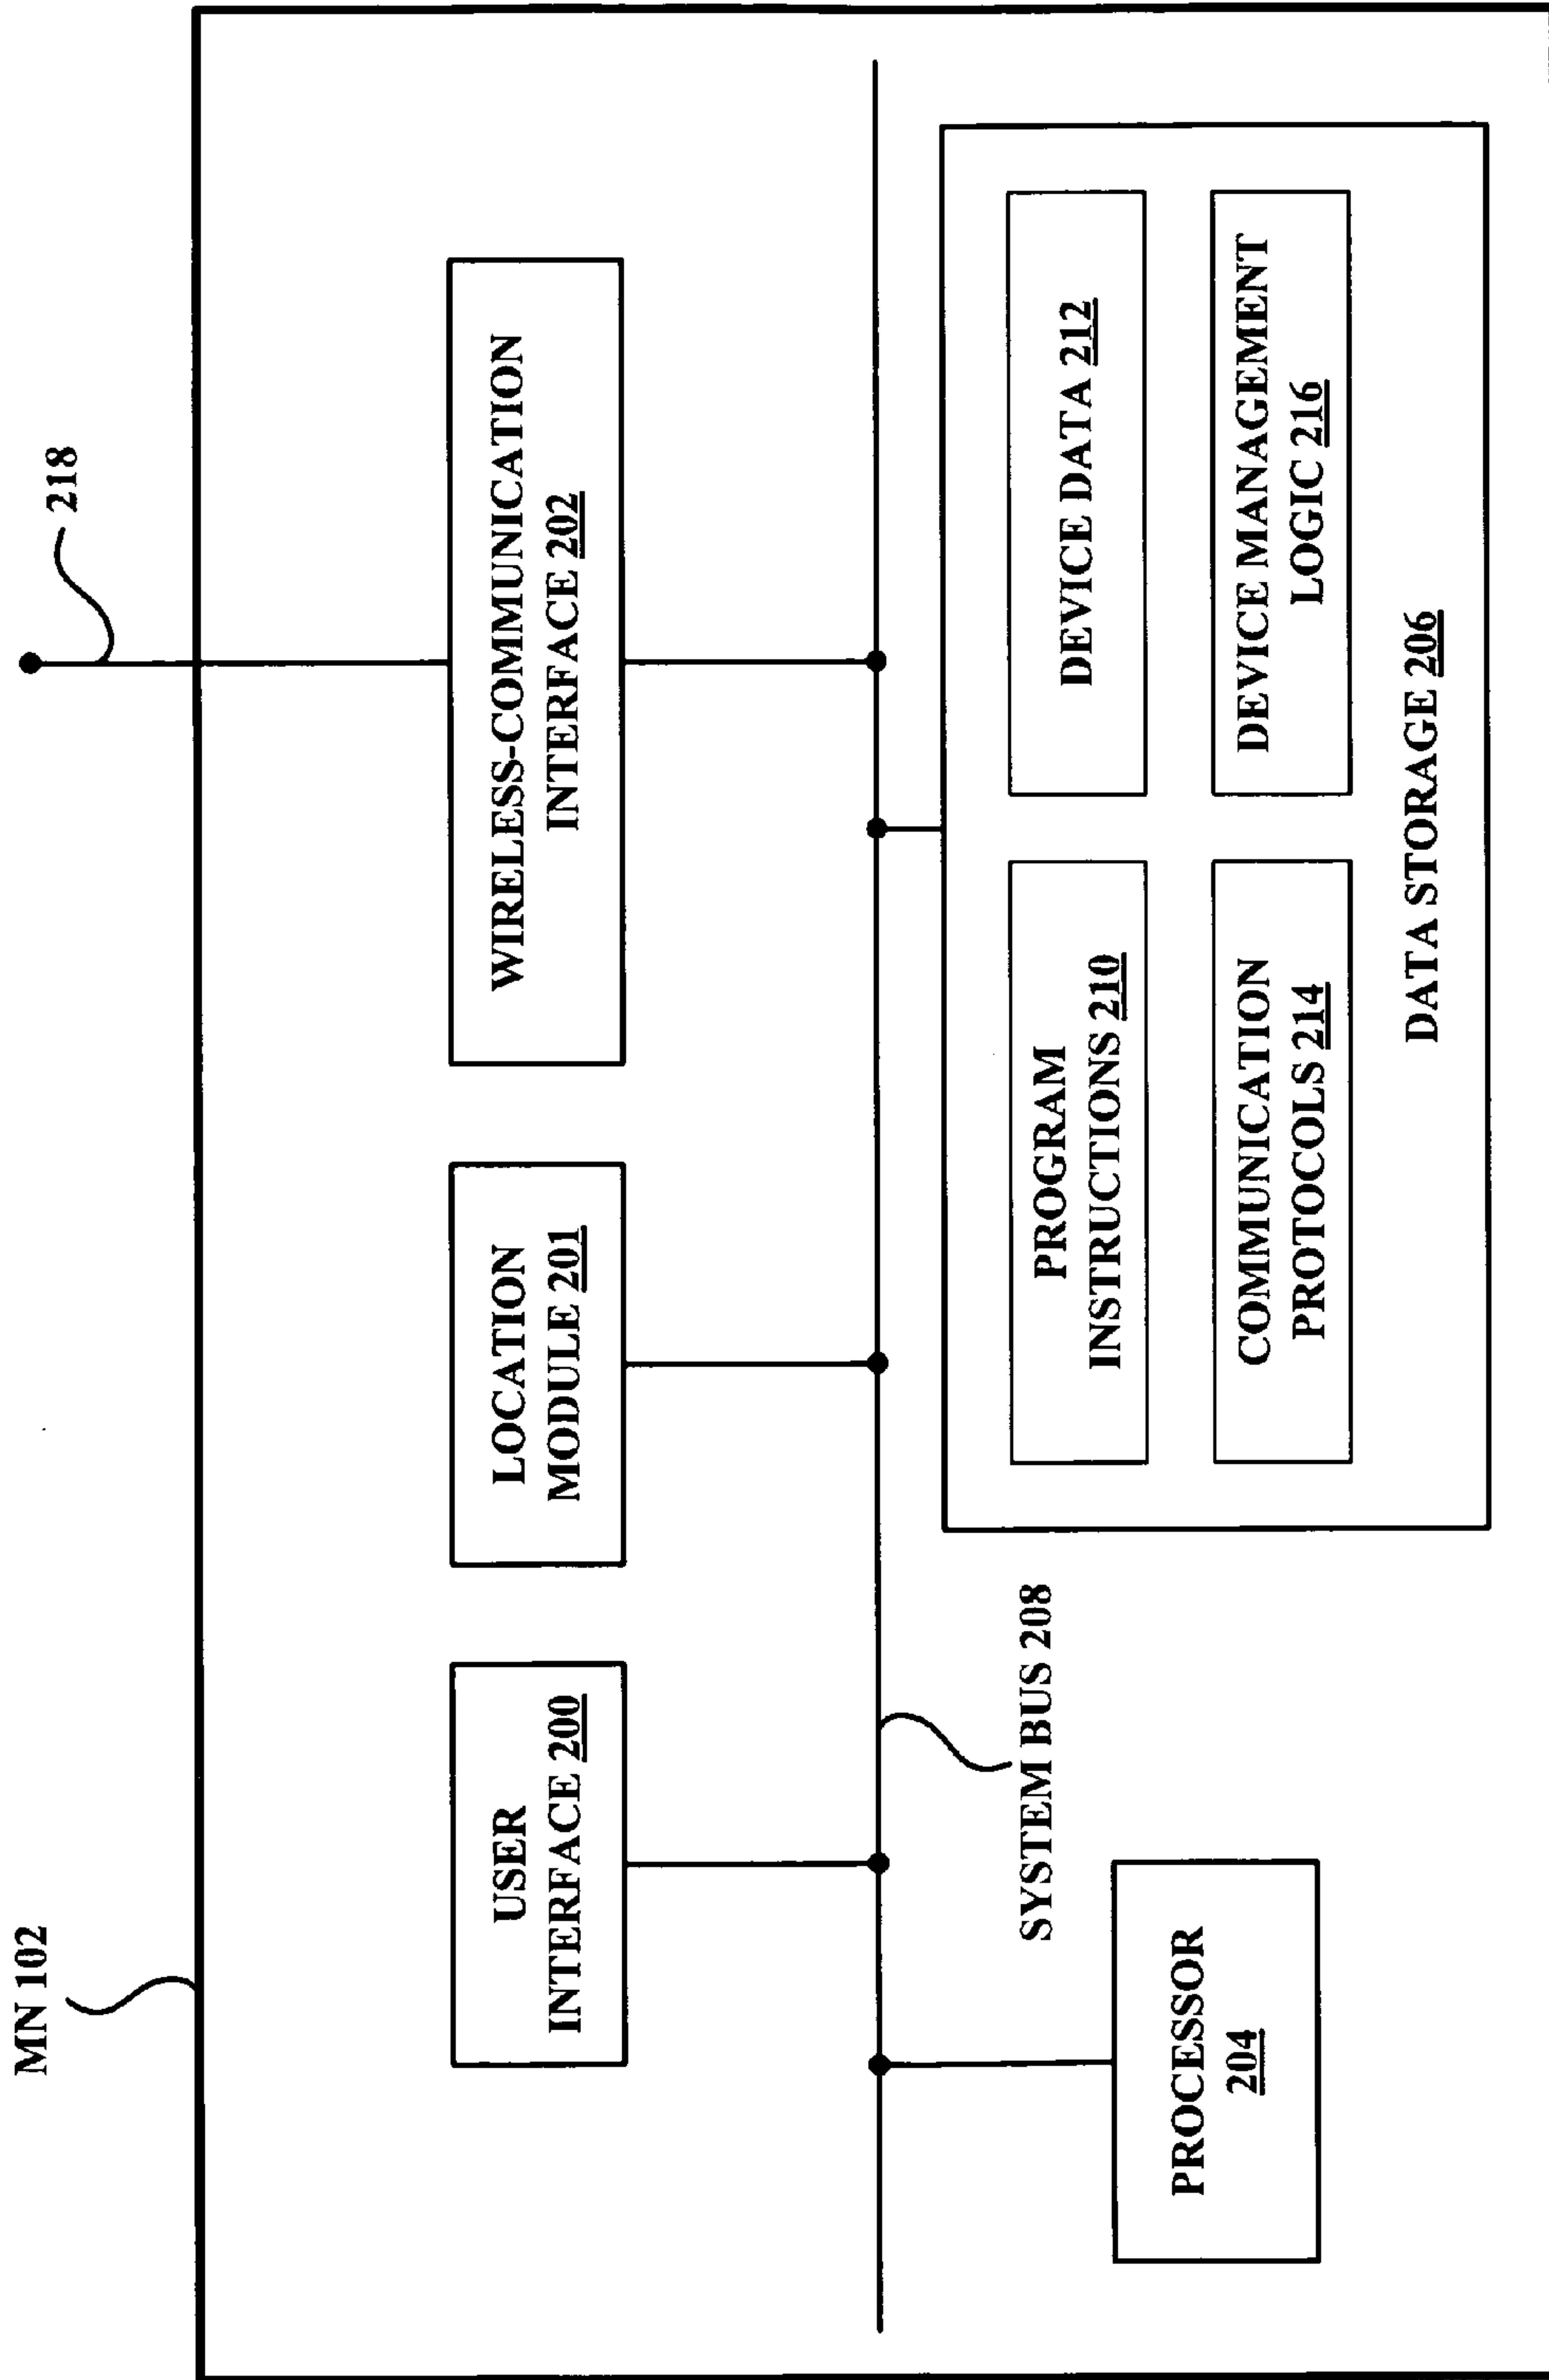 MN 102
218
USER
INTERFACE 200
LOCATION
MODULE 201
WIRELESS-COMMUNICATION
INTERFACE 202
SYSTEM BUS 208
PROCESSOR
204
PROGRAM
INSTRUCTIONS 210
DEVICE DATA 212
COMMUNICATION
PROTOCOLS 214
DEVICE MANAGEMENT
LOGIC 216
DATA STORAGE 206